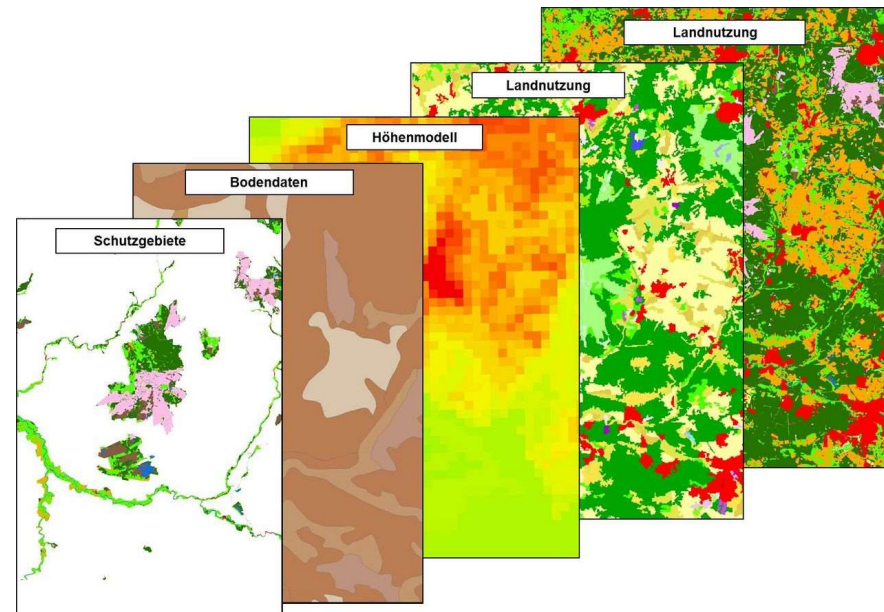 Landnutzung
Landnutzung
Höhenmodell
Bodendaten
Schutzgebiete